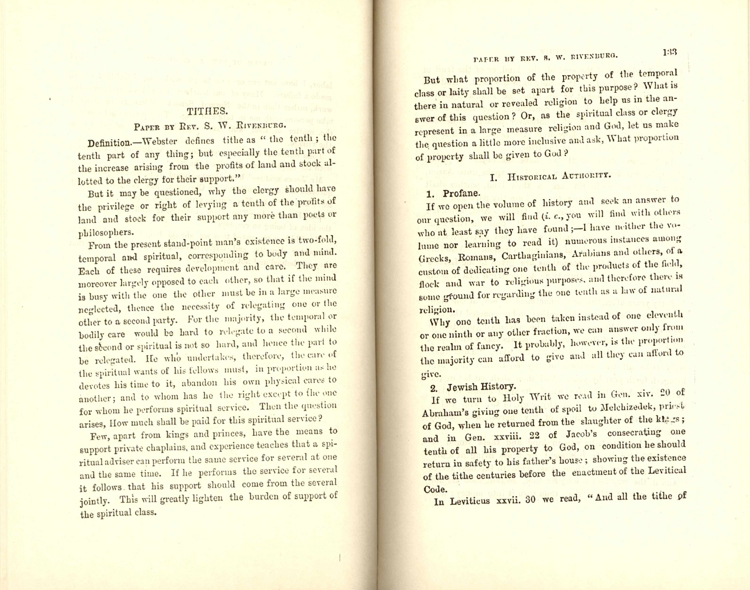 TITHES.
PAPER BY REV. S. W. RIVENBURG.
Definition.—Webster defines tithe as "the tenth; the
tenth part of any thing; but especially the tenth part of
the increase arising from the profits of land and stock al-
lotted to the clergy for their support."
But it may be questioned, why the clergy should have
the privilege or right of levying a tenth of the profits of
land and stock for their support any more than poets or
philosophers.
From the present stand-point man's existence is two-fold,
temporal and spiritual, corresponding to body and mind.
Each of these requires development and care. They are
moreover largely opposed to each other, so that if the mind
is busy with the one the other must be in a large measure
neglected, thence the necessity of relegating one or the
other to a second party. For the majority, the temporal or
bodily care would be hard to relegate to a second while
the second or spiritual is not so hard, and hence the part to
be relegated. He who undertakes, therefore, the care of
the spiritual wants of his fellows must, in proportion as he
devotes his time to it, abandon his own physical cares to
another; and to whom has he the right except to the one
for whom he performs spiritual service. Then the question
arises, How much shall be paid for this spiritual service?
Few, apart from kings and princes, have the means to
support private chaplains, and experience teaches that a spi-
ritual adviser can perform the same service for several at one
and the same time. If he performs the service for several
it follows that his support should come from the several
jointly. This will greatly lighten the burden of support of
the spiritual class.
PAPER BY REV. S. W. RIVENBURG. 133
But what proportion of the property of the temporal
class or laity shall be set apart for this purpose? What is
there in natural or revealed religion to help us in the an-
swer of this question? Or, as the spiritual class or clergy
represent in a large measure religion and God, let us make
the question a little more inclusive and ask, What proportion
of property shall be given to God?
I. HISTORICAL AUTHORITY.
1. Profane.
If we open the volume of history and seek an answer to
our question, we will find (i. e., you will find with others
who at least say they have found;—I have neither the vo-
lume nor learning to read it) numerous instances among
Greeks, Romans, Carthaginians, Arabians and others, of a
custom of dedicating one tenth of the products of the field,
flock and war to religious purposes, and therefore there is
some ground for regarding the one tenth as a law of natural
religion.
Why one tenth has been taken instead of one eleventh
or one ninth or any other fraction, we can answer only from
the realm of fancy. It probably, however, is the proportion
the majority can afford to give and all they can afford to
give.
2. Jewish History.
If we turn to Holy Writ we read in Gen. xiv. 20 of
Abraham's giving one tenth of spoil to Melchizedek, priest
of God, when he returned from the slaughter of the kings;
and in Gen. xxviii. 22 of Jacob's consecrating one
tenth of all his property to God, on condition he should
return in safety to his father's house; showing the existence
of the tithe centuries before the enactment of the Levitical
Code.
In Leviticus xxvii. 30 we read, "And all the tithe of